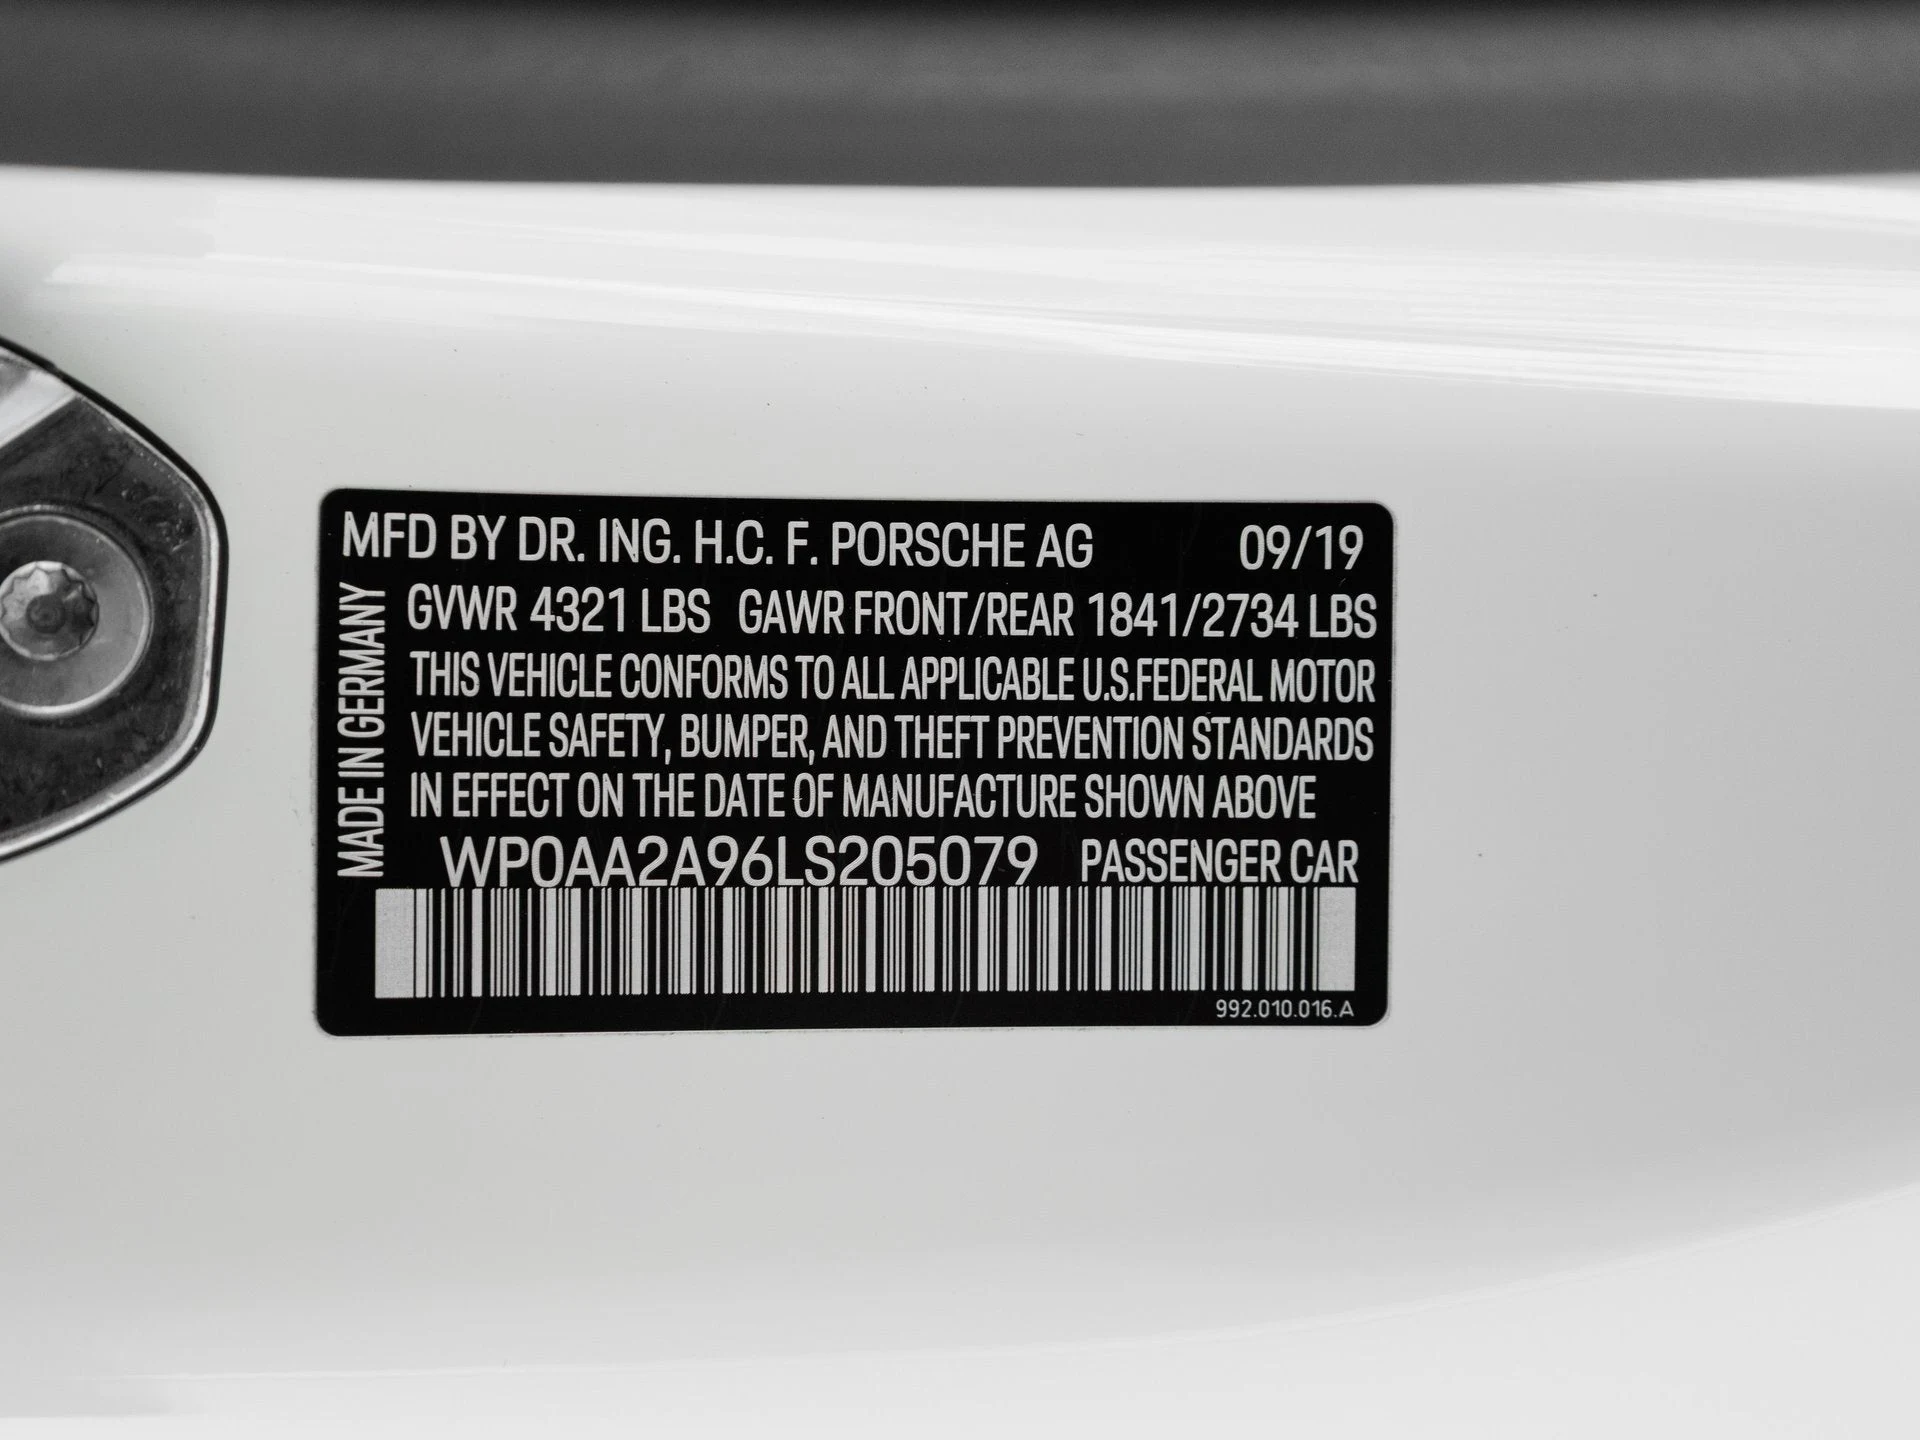 MFD BY DR. ING. H.C. F. PORSCHE AG 09/19
GVWR 4321 LBS GAWR FRONT/REAR 1841/2734 LBS
THIS VEHICLE CONFORMS TO ALL APPLICABLE U.S.FEDERAL MOTOR
VEHICLE SAFETY, BUMPER, AND THEFT PREVENTION STANDARDS
IN EFFECT ON THE DATE OF MANUFACTURE SHOWN ABOVE
WP0AA2A96LS205079 PASSENGER CAR
992.010.016.A
MADE IN GERMANY